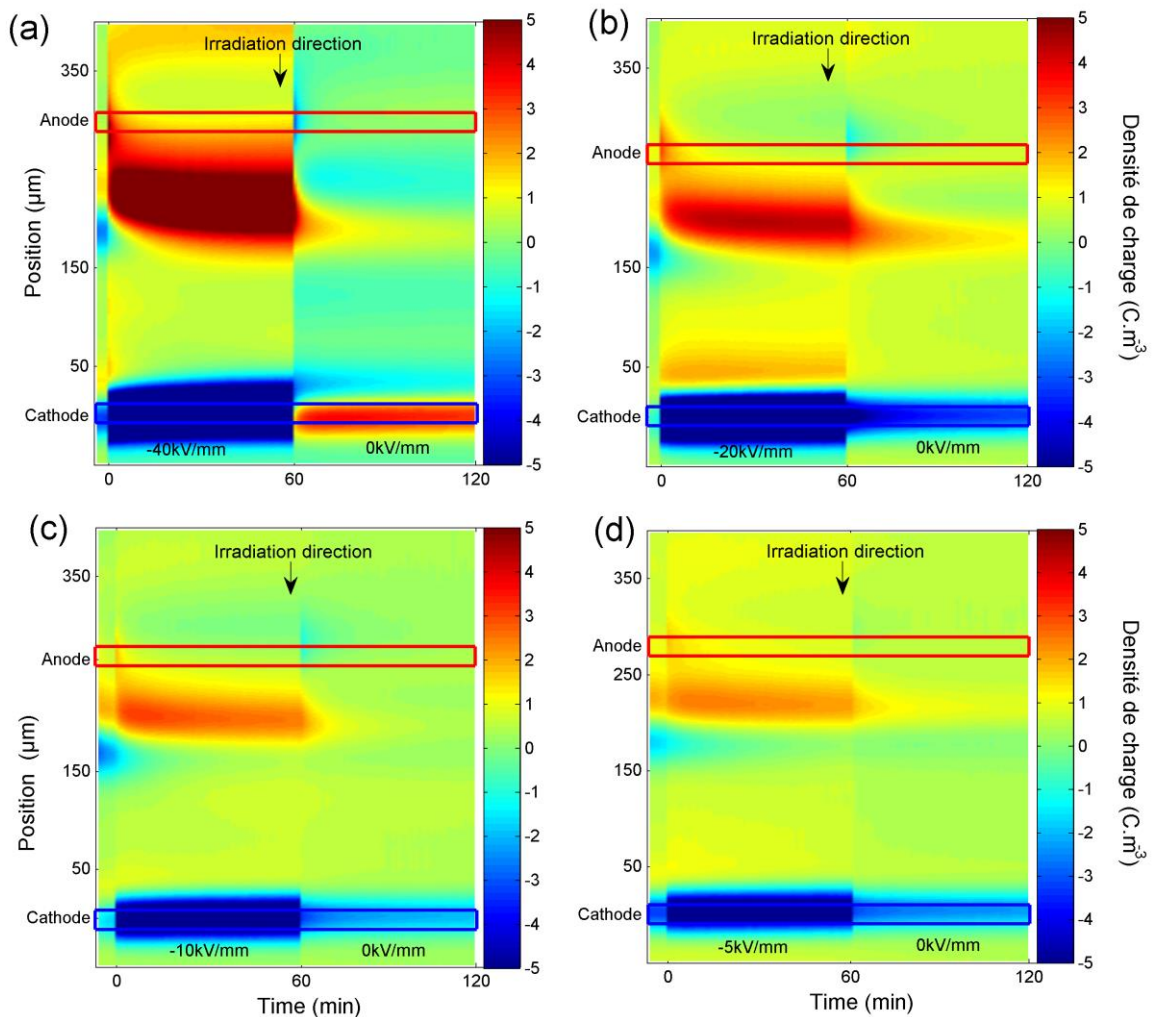 (a)
Irradiation direction
350
Anode
150
50
Cathode
-40kV/mm
0kV/mm
0
60
120
Position (µm)
5
4
3
2
1
0
-1
-2
-3
-4
-5
(b)
Irradiation direction
350
Anode
150
50
Cathode
-20kV/mm
0kV/mm
0
60
120
5
4
3
2
1
0
-1
-2
-3
-4
-5
Densité de charge (C.m-3)
(c)
Irradiation direction
350
Anode
150
50
Cathode
-10kV/mm
0kV/mm
0
60
120
Position (µm)
Time (min)
5
4
3
2
1
0
-1
-2
-3
-4
-5
(d)
Irradiation direction
350
Anode
250
150
50
Cathode
-5kV/mm
0kV/mm
0
60
120
Time (min)
5
4
3
2
1
0
-1
-2
-3
-4
-5
Densité de charge (C.m-3)